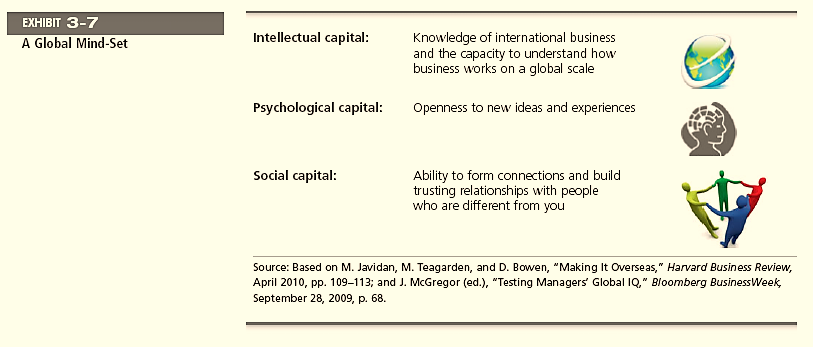 EXHIBIT 3-7
A Global Mind-Set
Intellectual capital:
Knowledge of international business
and the capacity to understand how
business works on a global scale
Psychological capital:
Openness to new ideas and experiences
Social capital:
Ability to form connections and build
trusting relationships with people
who are different from you
Source: Based on M. Javidan, M. Teagarden, and D. Bowen, “Making It Overseas,” Harvard Business Review,
April 2010, pp. 109–113; and J. McGregor (ed.), “Testing Managers’ Global IQ,” Bloomberg BusinessWeek,
September 28, 2009, p. 68.